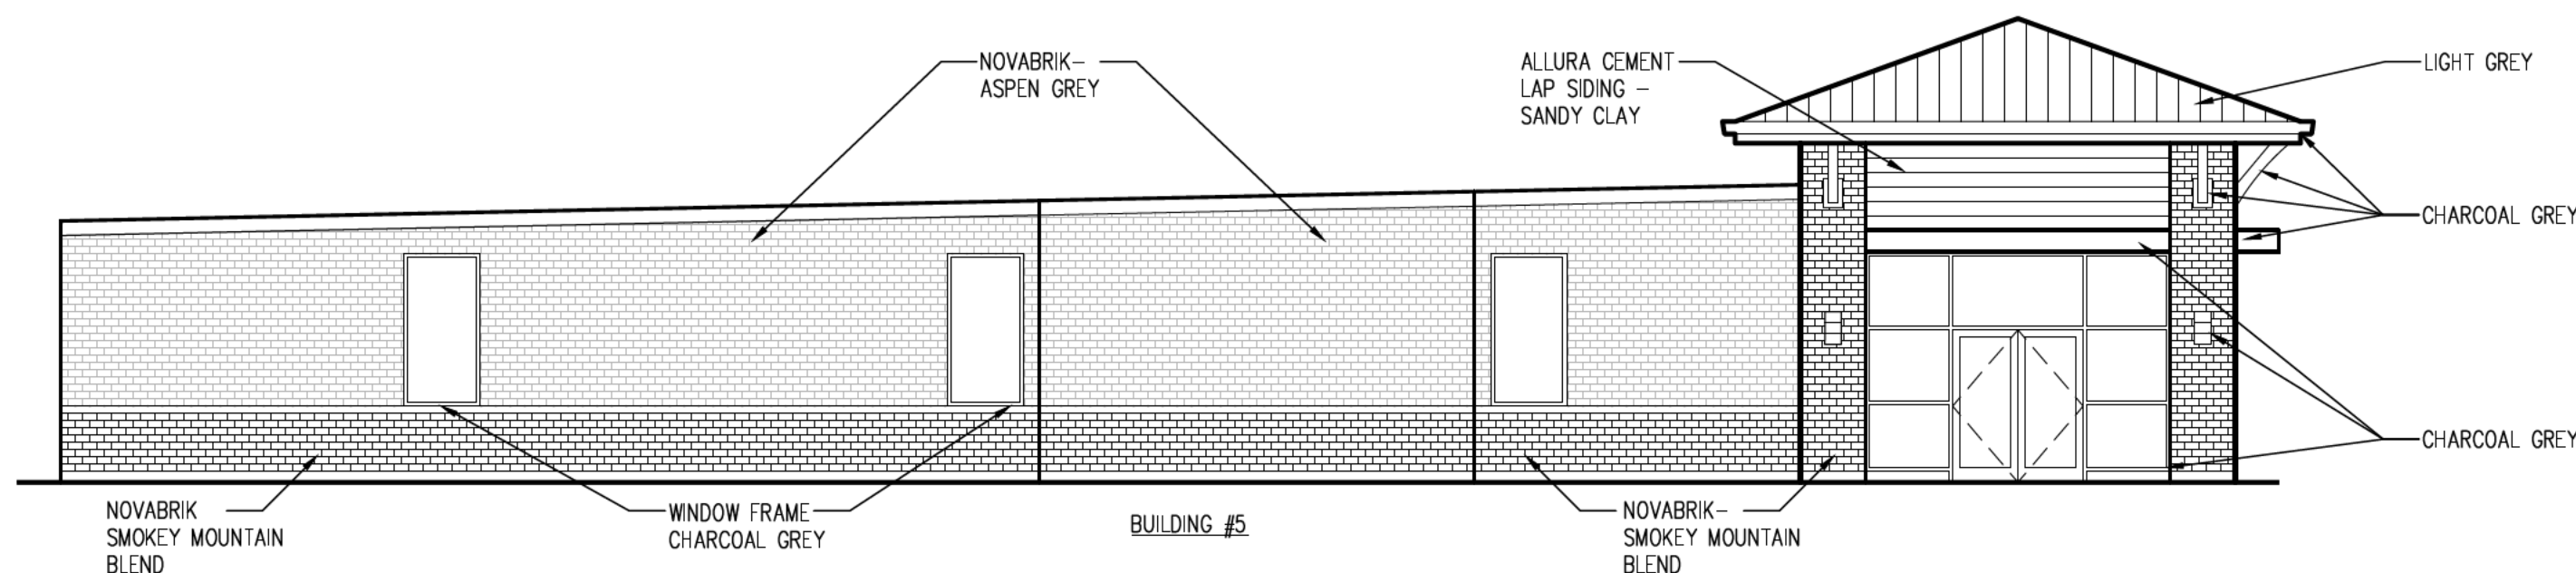 NOVABRIK-
ASPEN GREY
ALLURA CEMENT
LAP SIDING -
SANDY CLAY
LIGHT GREY
CHARCOAL GREY
CHARCOAL GREY
NOVABRIK
SMOKEY MOUNTAIN
BLEND
WINDOW FRAME
CHARCOAL GREY
BUILDING #5
NOVABRIK-
SMOKEY MOUNTAIN
BLEND